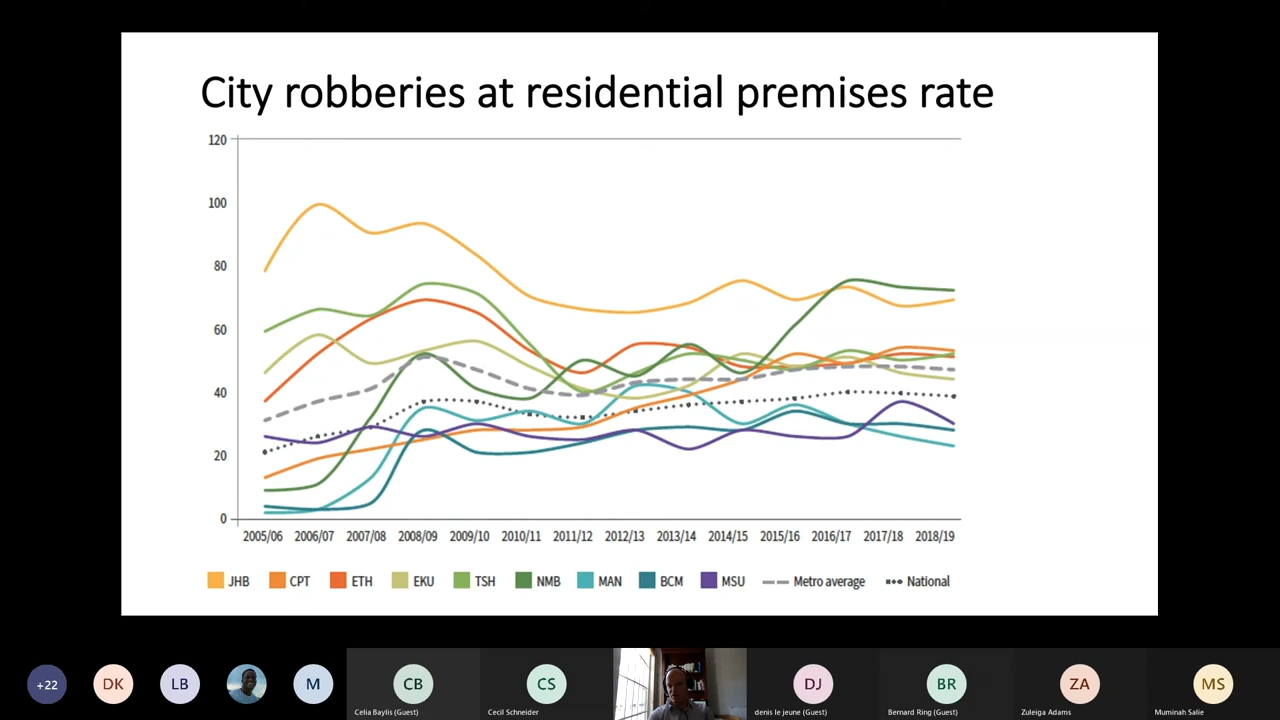 City robberies at residential premises rate
120
100
80
60
40
20
0
2005/06 2006/07 2007/08 2008/09 2009/10 2010/11 2011/12 2012/13 2013/14 2014/15 2015/16 2016/17 2017/18 2018/19
JHB CPT ETH EKU TSH NMB MAN BCM MSU Metro average National
+22 DK LB M CB CS DJ BR ZA MS
Celia Baylis (Guest) Cecil Schneider denis le jeune (Guest) Bernard Ring (Guest) Zuleiga Adams Muminah Salie